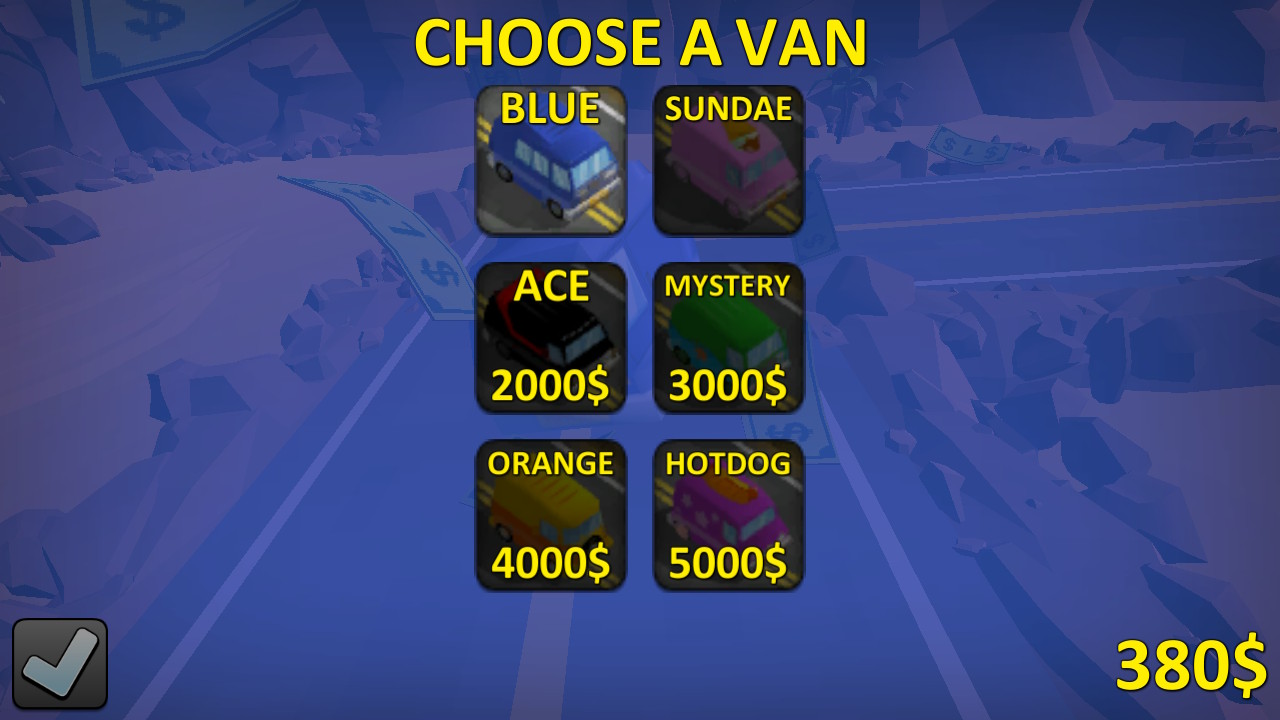 CHOOSE A VAN
BLUE
SUNDAE
ACE
2000$
MYSTERY
3000$
ORANGE
4000$
HOTDOG
5000$
380$